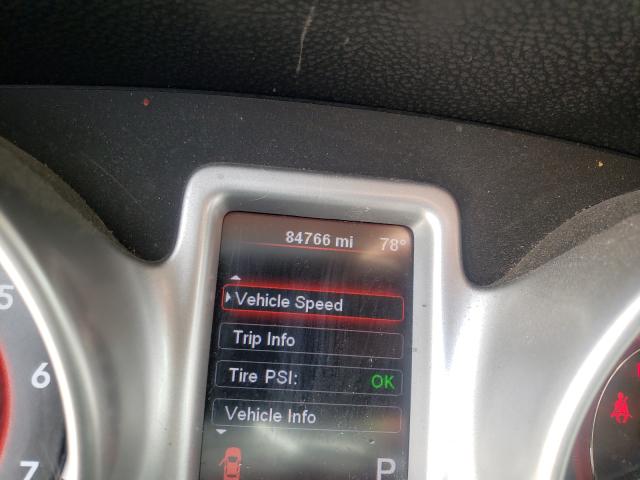 84766 mi 78°
Vehicle Speed
Trip Info
Tire PSI: OK
Vehicle Info
P
5
6
7